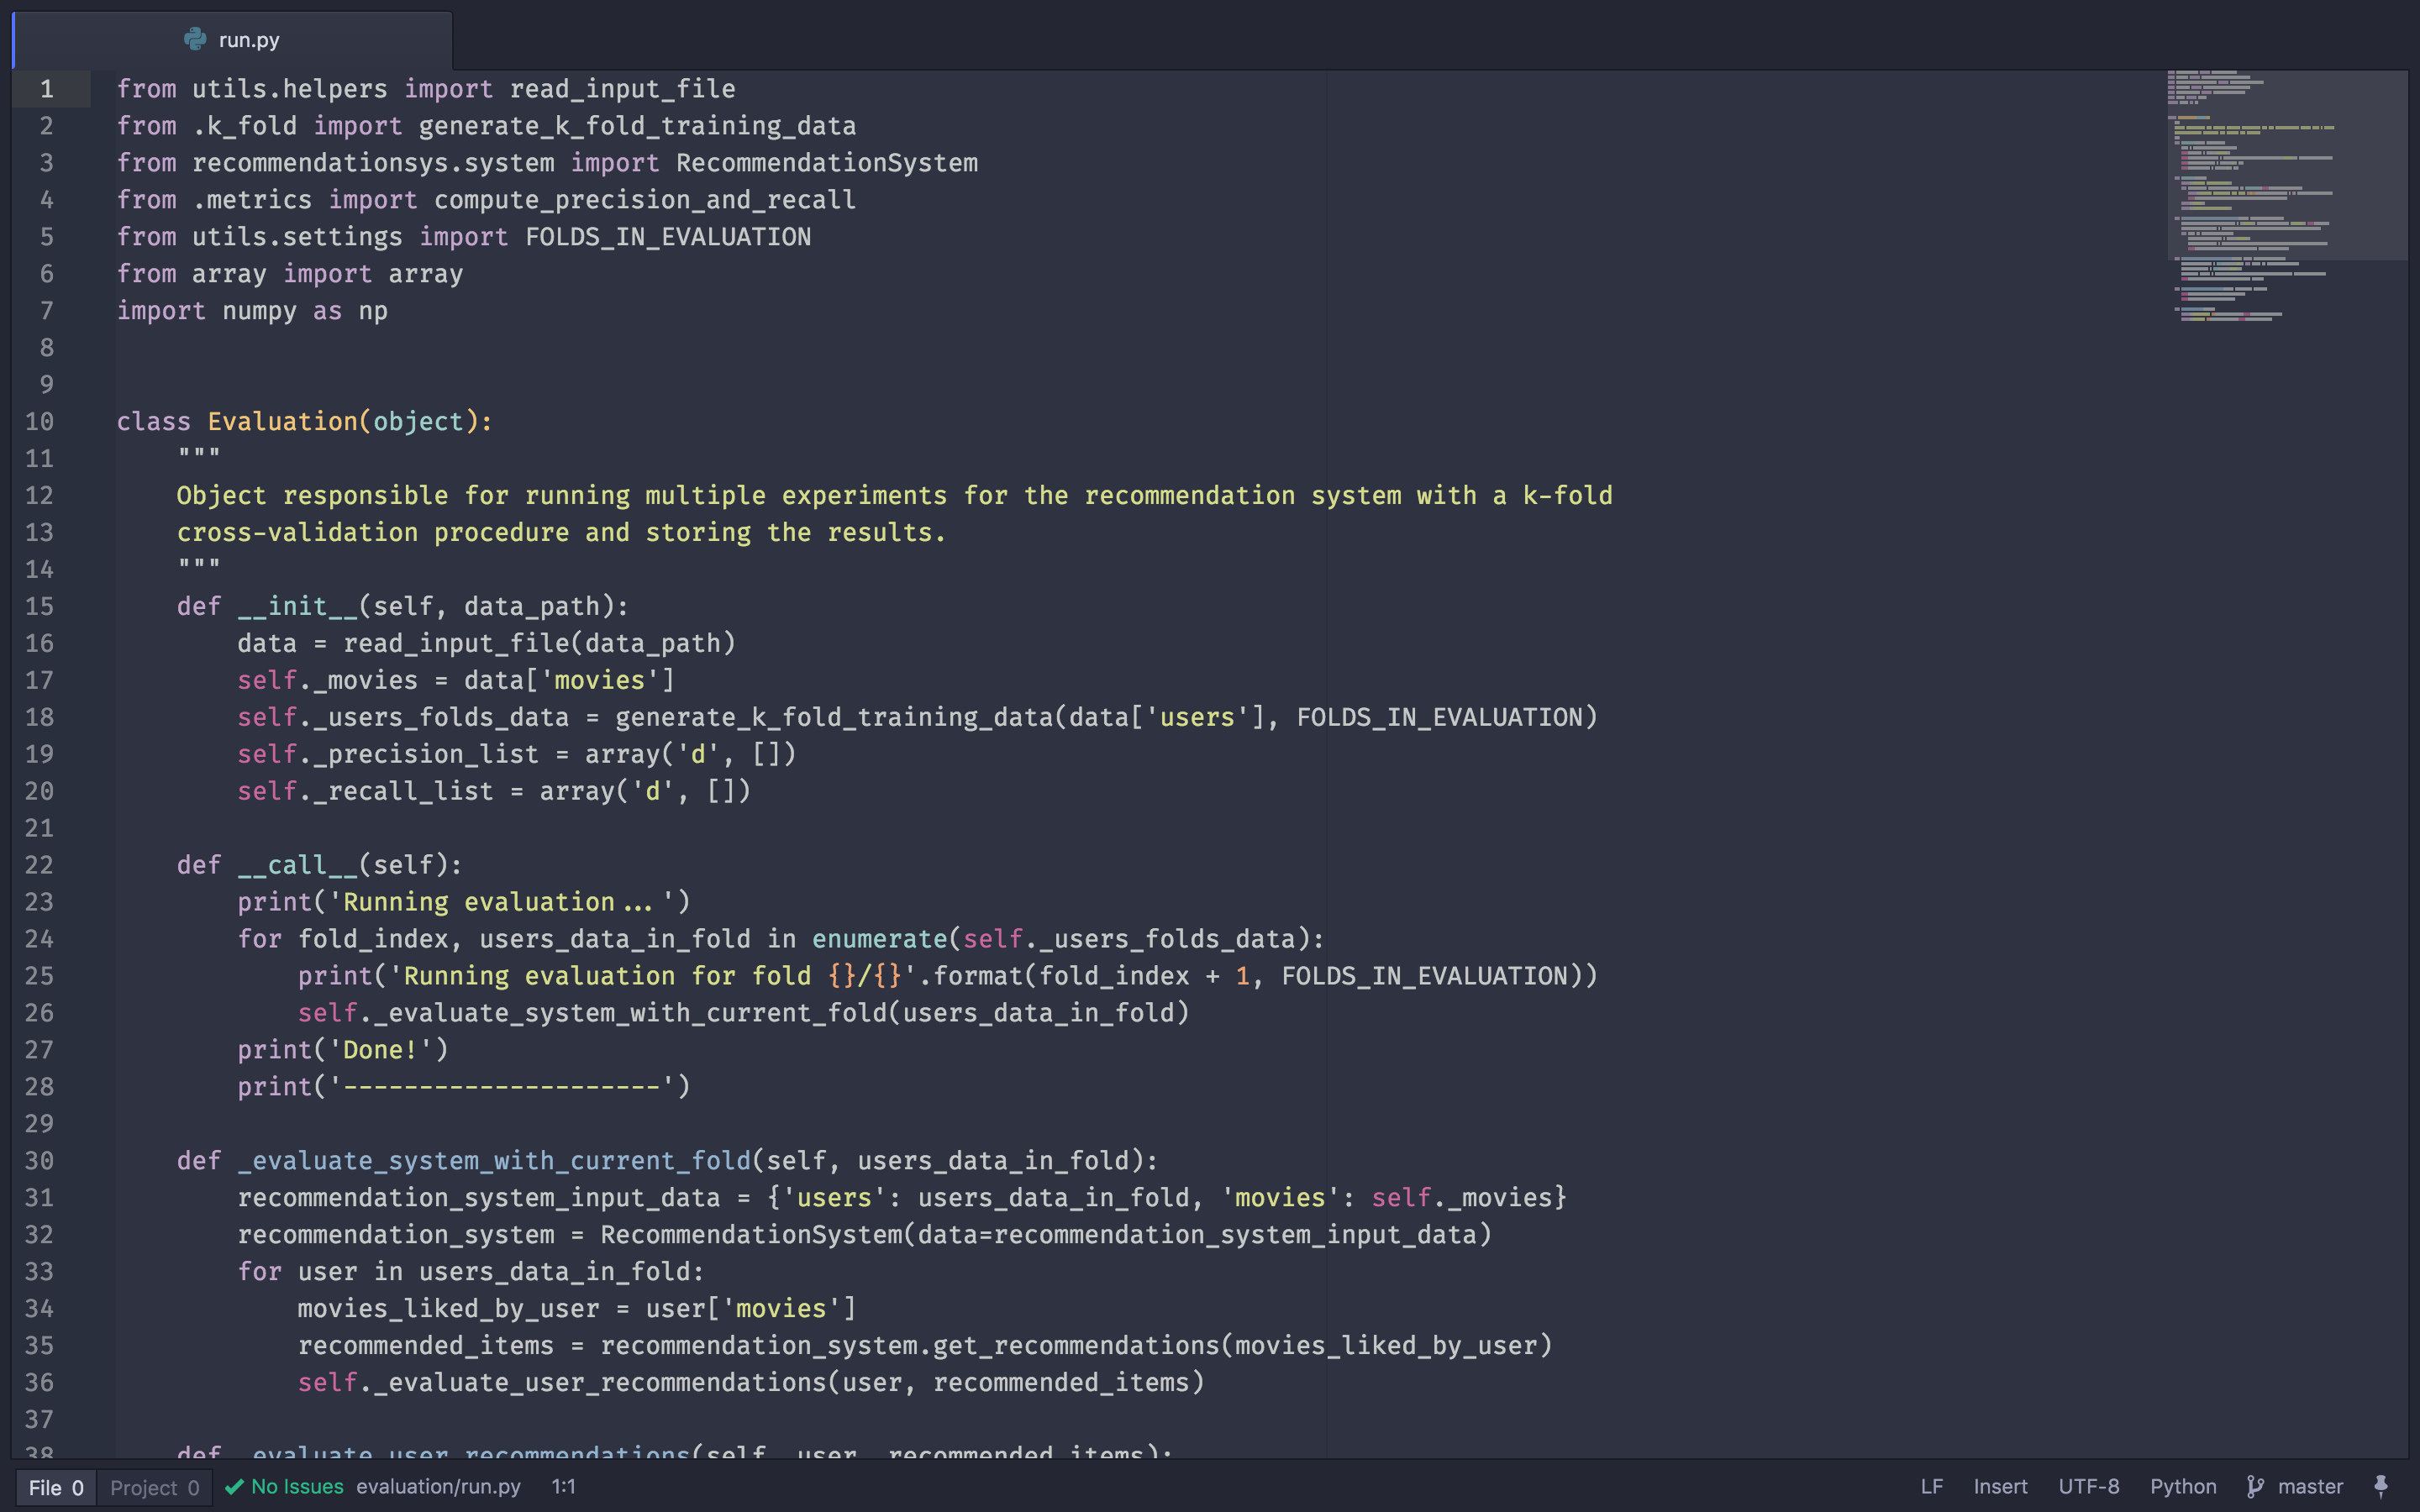 run.py
1 from utils.helpers import read_input_file
2 from .k_fold import generate_k_fold_training_data
3 from recommendationsys.system import RecommendationSystem
4 from .metrics import compute_precision_and_recall
5 from utils.settings import FOLDS_IN_EVALUATION
6 from array import array
7 import numpy as np
8
9
10 class Evaluation(object):
11     """
12     Object responsible for running multiple experiments for the recommendation system with a k-fold
13     cross-validation procedure and storing the results.
14     """
15     def __init__(self, data_path):
16         data = read_input_file(data_path)
17         self._movies = data['movies']
18         self._users_folds_data = generate_k_fold_training_data(data['users'], FOLDS_IN_EVALUATION)
19         self._precision_list = array('d', [])
20         self._recall_list = array('d', [])
21
22     def __call__(self):
23         print('Running evaluation...')
24         for fold_index, users_data_in_fold in enumerate(self._users_folds_data):
25             print('Running evaluation for fold {}/{}'.format(fold_index + 1, FOLDS_IN_EVALUATION))
26             self._evaluate_system_with_current_fold(users_data_in_fold)
27         print('Done!')
28         print('---------------------')
29
30     def _evaluate_system_with_current_fold(self, users_data_in_fold):
31         recommendation_system_input_data = {'users': users_data_in_fold, 'movies': self._movies}
32         recommendation_system = RecommendationSystem(data=recommendation_system_input_data)
33         for user in users_data_in_fold:
34             movies_liked_by_user = user['movies']
35             recommended_items = recommendation_system.get_recommendations(movies_liked_by_user)
36             self._evaluate_user_recommendations(user, recommended_items)
37
38     def _evaluate_user_recommendations(self, user, recommended_items):
File 0 Project 0 No Issues evaluation/run.py 1:1 LF Insert UTF-8 Python master